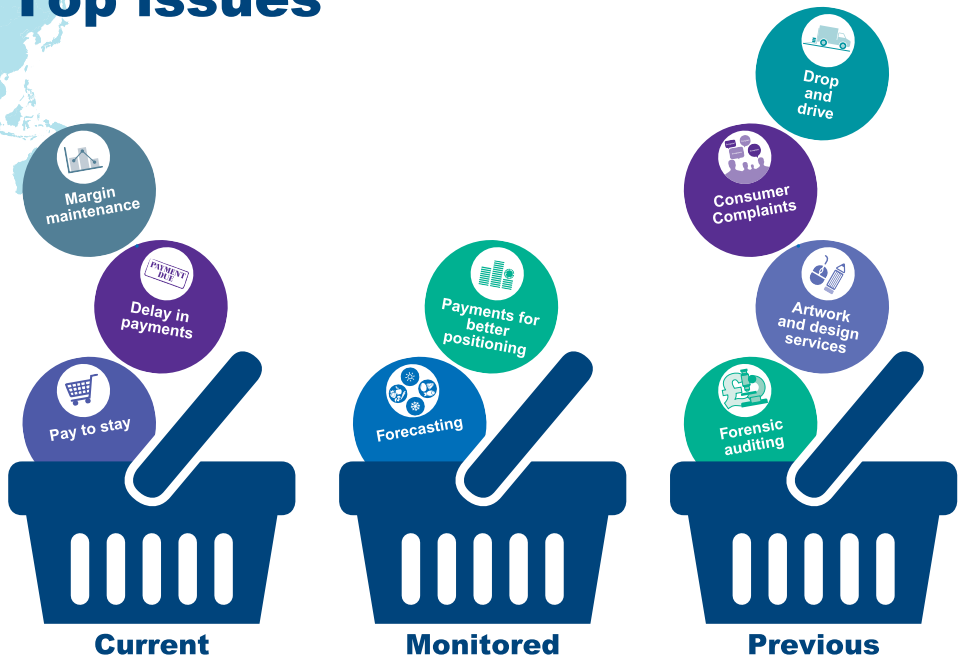 Top issues
Margin
maintenance
PAYMENT
DUE
Delay in
payments
Pay to stay
Current
Payments for
better
positioning
Forecasting
Monitored
Drop
and
drive
Consumer
Complaints
Artwork
and design
services
£
Forensic
auditing
Previous